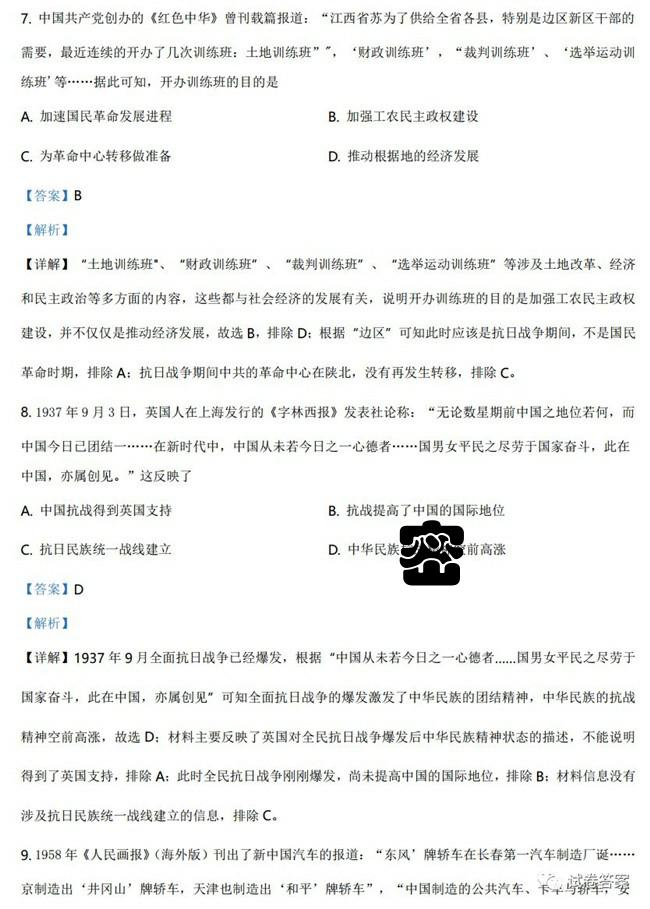 7. 中国共产党创办的《红色中华》曾刊载篇报道：“江西省苏为了供给全省各县，特别是边区新区干部的
需要，最近连续的开办了几次训练班：土地训练班””，‘财政训练班’，“裁判训练班’、‘选举运动训
练班’等……据此可知，开办训练班的目的是
A. 加速国民革命发展进程 B. 加强工农民主政权建设
C. 为革命中心转移做准备 D. 推动根据地的经济发展
【答案】B
【解析】
【详解】“土地训练班"、“财政训练班”、“裁判训练班”、“选举运动训练班”等涉及土地改革、经济
和民主政治等多方面的内容，这些都与社会经济的发展有关，说明开办训练班的目的是加强工农民主政权
建设，并不仅仅是推动经济发展，故选 B，排除 D；根据“边区”可知此时应该是抗日战争期间，不是国民
革命时期，排除 A；抗日战争期间中共的革命中心在陕北，没有再发生转移，排除 C。
8. 1937 年 9 月 3 日，英国人在上海发行的《字林西报》发表社论称：“无论数星期前中国之地位若何，而
中国今日已团结一……在新时代中，中国从未若今日之一心德者……国男女平民之尽劳于国家奋斗，此在
中国，亦属创见。”这反映了
A. 中国抗战得到英国支持 B. 抗战提高了中国的国际地位
C. 抗日民族统一战线建立 D. 中华民族 空前高涨
【答案】D
【解析】
【详解】1937 年 9 月全面抗日战争已经爆发，根据“中国从未若今日之一心德者……国男女平民之尽劳于
国家奋斗，此在中国，亦属创见”可知全面抗日战争的爆发激发了中华民族的团结精神，中华民族的抗战
精神空前高涨，故选 D；材料主要反映了英国对全民抗日战争爆发后中华民族精神状态的描述，不能说明
得到了英国支持，排除 A；此时全民抗日战争刚刚爆发，尚未提高中国的国际地位，排除 B；材料信息没有
涉及抗日民族统一战线建立的信息，排除 C。
9. 1958 年《人民画报》（海外版）刊出了新中国汽车的报道：“东风’牌轿车在长春第一汽车制造厂诞……
京制造出‘井冈山’牌轿车，天津也制造出‘和平’牌轿车”，“中国制造的公共汽车、卡车与轿车，安
试卷答案